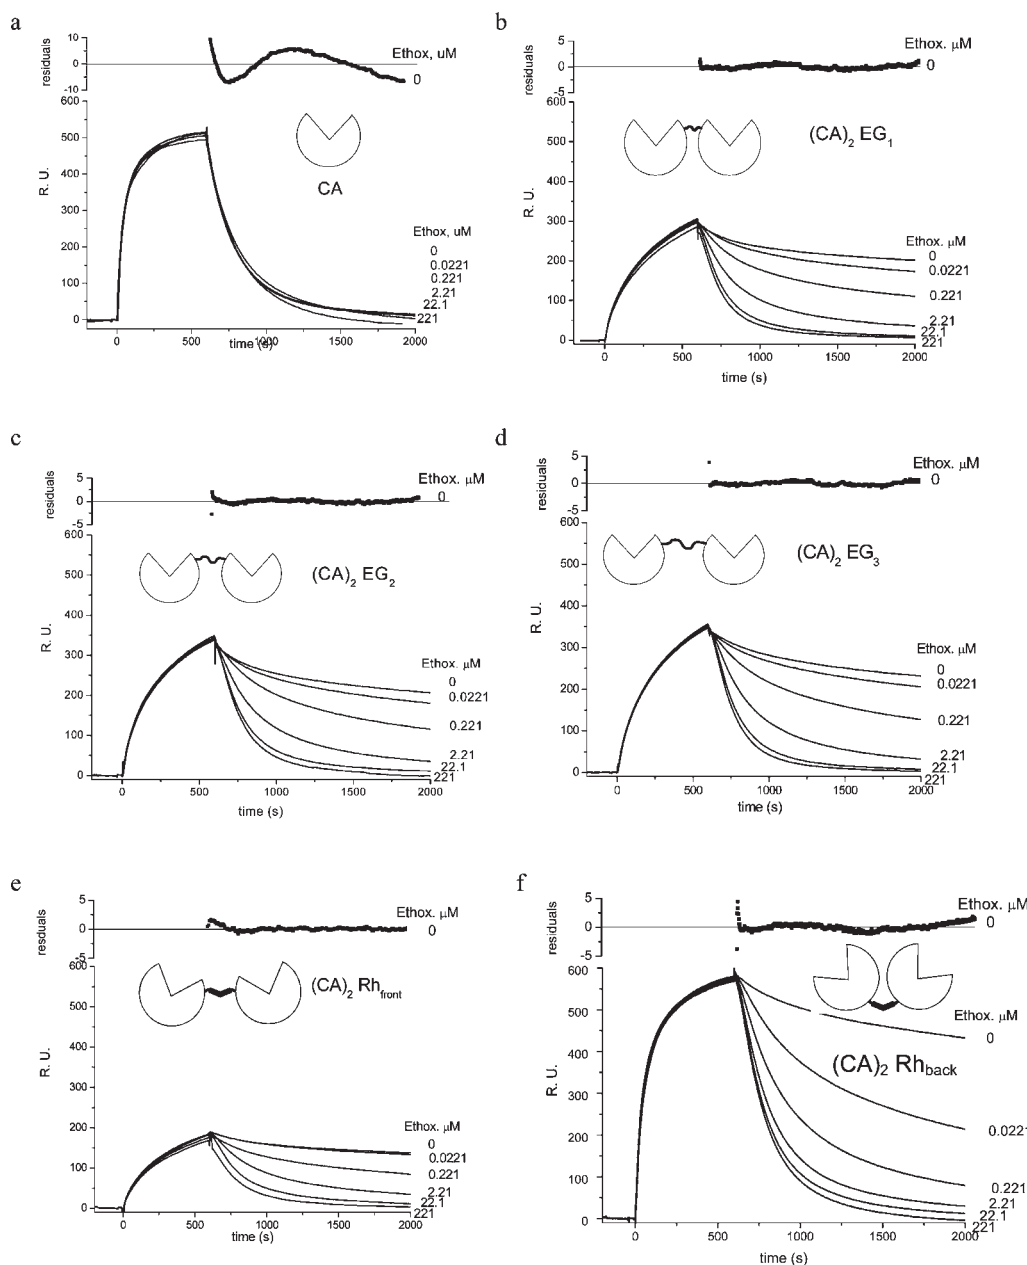 a
residuals
10
5
0
-5
-10
Ethox, uM
0
R. U.
600
500
400
300
200
100
0
CA
Ethox, uM
0
0.0221
0.221
2.21
22.1
221
0 500 1000 1500 2000
time (s)
b
residuals
5
0
-5
Ethox. μM
0
R. U.
600
500
400
300
200
100
0
(CA)2 EG1
Ethox. μM
0
0.0221
0.221
2.21
22.1
221
0 500 1000 1500 2000
time (s)
c
residuals
5
0
-5
Ethox. μM
0
R. U.
600
500
400
300
200
100
0
(CA)2 EG2
Ethox. μM
0
0.0221
0.221
2.21
22.1
221
0 500 1000 1500 2000
time (s)
d
residuals
5
0
-5
Ethox. μM
0
R. U.
600
500
400
300
200
100
0
(CA)2 EG3
Ethox. μM
0
0.0221
0.221
2.21
22.1
221
0 500 1000 1500 2000
time (s)
e
resduals
5
0
-5
Ethox. μM
0
R. U.
600
500
400
300
200
100
0
(CA)2 Rhfront
Ethox. μM
0
0.0221
0.221
2.21
22.1
221
0 500 1000 1500 2000
time (s)
f
residuals
5
0
-5
Ethox. μM
0
R. U.
600
500
400
300
200
100
0
Ethox. μM
0
(CA)2 Rhback
0.0221
0.221
2.21
22.1
221
0 500 1000 1500 2000
time (s)